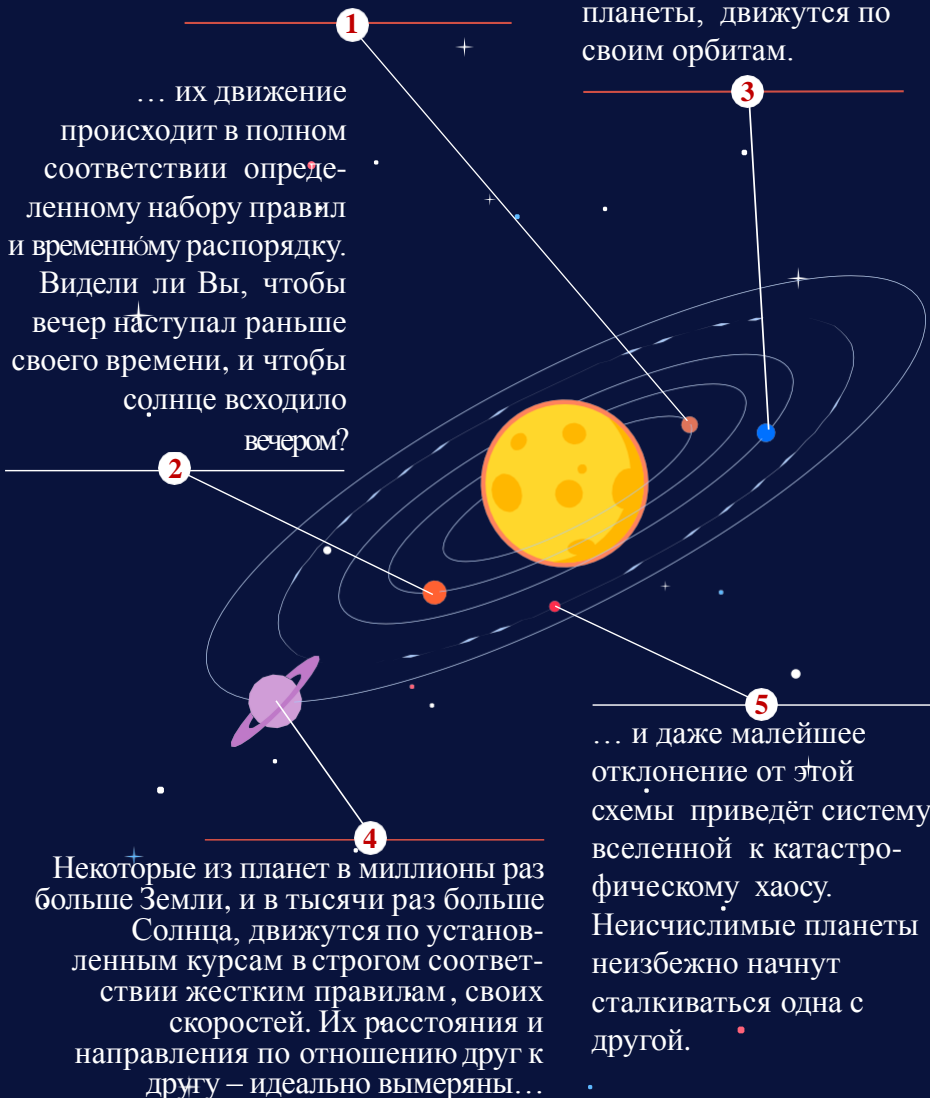 1
планеты, движутся по
своим орбитам.
3
… их движение
происходит в полном
соответствии опреде-
ленному набору правил
и временно́му распорядку.
Видели ли Вы, чтобы
вечер наступал раньше
своего времени, и чтобы
солнце всходило
вечером?
2
4
Некоторые из планет в миллионы раз
больше Земли, и в тысячи раз больше
Солнца, движутся по установ-
ленным курсам в строгом соответ-
ствии жестким правилам, своих
скоростей. Их расстояния и
направления по отношению друг к
другу – идеально вымеряны…
5
… и даже малейшее
отклонение от этой
схемы приведёт систему
вселенной к катастро-
фическому хаосу.
Неисчислимые планеты
неизбежно начнут
сталкиваться одна с
другой.